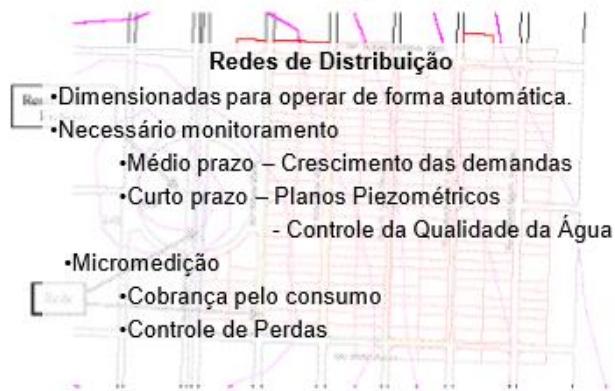 Redes de Distribuição
•Dimensionadas para operar de forma automática.
•Necessário monitoramento
•Médio prazo – Crescimento das demandas
•Curto prazo – Planos Piezométricos
- Controle da Qualidade da Água
•Micromedição
•Cobrança pelo consumo
•Controle de Perdas